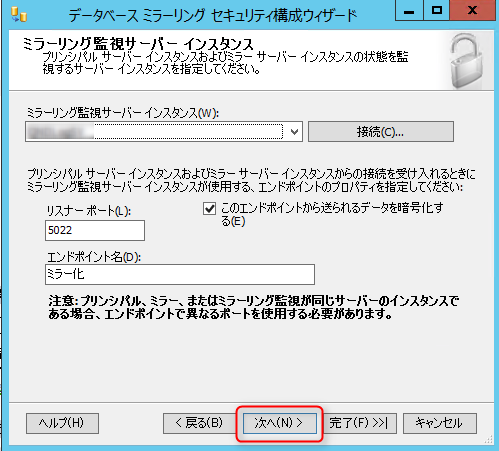 データベース ミラーリング セキュリティ構成ウィザード
ミラーリング監視サーバー インスタンス
プリンシパル サーバー インスタンスおよびミラー サーバー インスタンスの状態を監
視するサーバー インスタンスを指定してください。
ミラーリング監視サーバー インスタンス(W):
接続(C)...
プリンシパル サーバー インスタンスおよびミラー サーバー インスタンスからの接続を受け入れるときに
ミラーリング監視サーバー インスタンスが使用する、エンドポイントのプロパティを指定してください:
リスナー ポート(L):
5022
このエンドポイントから送られるデータを暗号化す
る(E)
エンドポイント名(D):
ミラー化
注意: プリンシパル、ミラー、またはミラーリング監視が同じサーバーのインスタンスで
ある場合、エンドポイントで異なるポートを使用する必要があります。
ヘルプ(H)
< 戻る(B)
次へ(N) >
完了(F) >>|
キャンセル